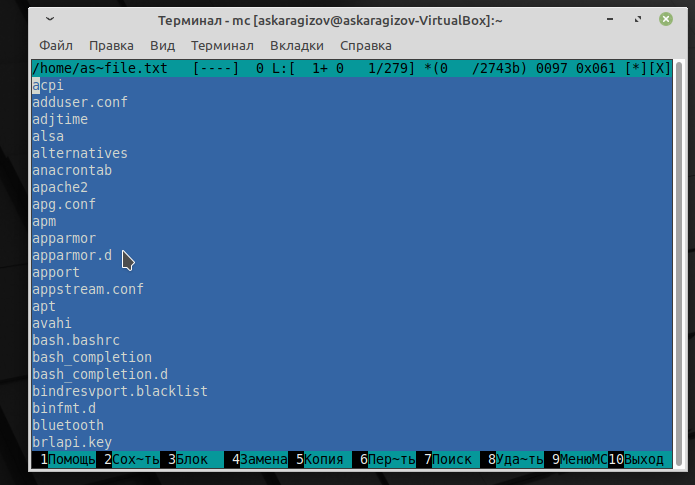 Терминал - mc [askaragizov@askaragizov-VirtualBox]:~
Файл Правка Вид Терминал Вкладки Справка
/home/as~file.txt [----] 0 L:[ 1+ 0 1/279] *(0 /2743b) 0097 0x061 [*][X]
acpi
adduser.conf
adjtime
alsa
alternatives
anacrontab
apache2
apg.conf
apm
apparmor
apparmor.d
apport
appstream.conf
apt
avahi
bash.bashrc
bash_completion
bash_completion.d
bindresvport.blacklist
binfmt.d
bluetooth
brlapi.key
1Помощь 2Сох~ть 3Блок 4Замена 5Копия 6Пер~ть 7Поиск 8Уда~ть 9МенюMC 10Выход